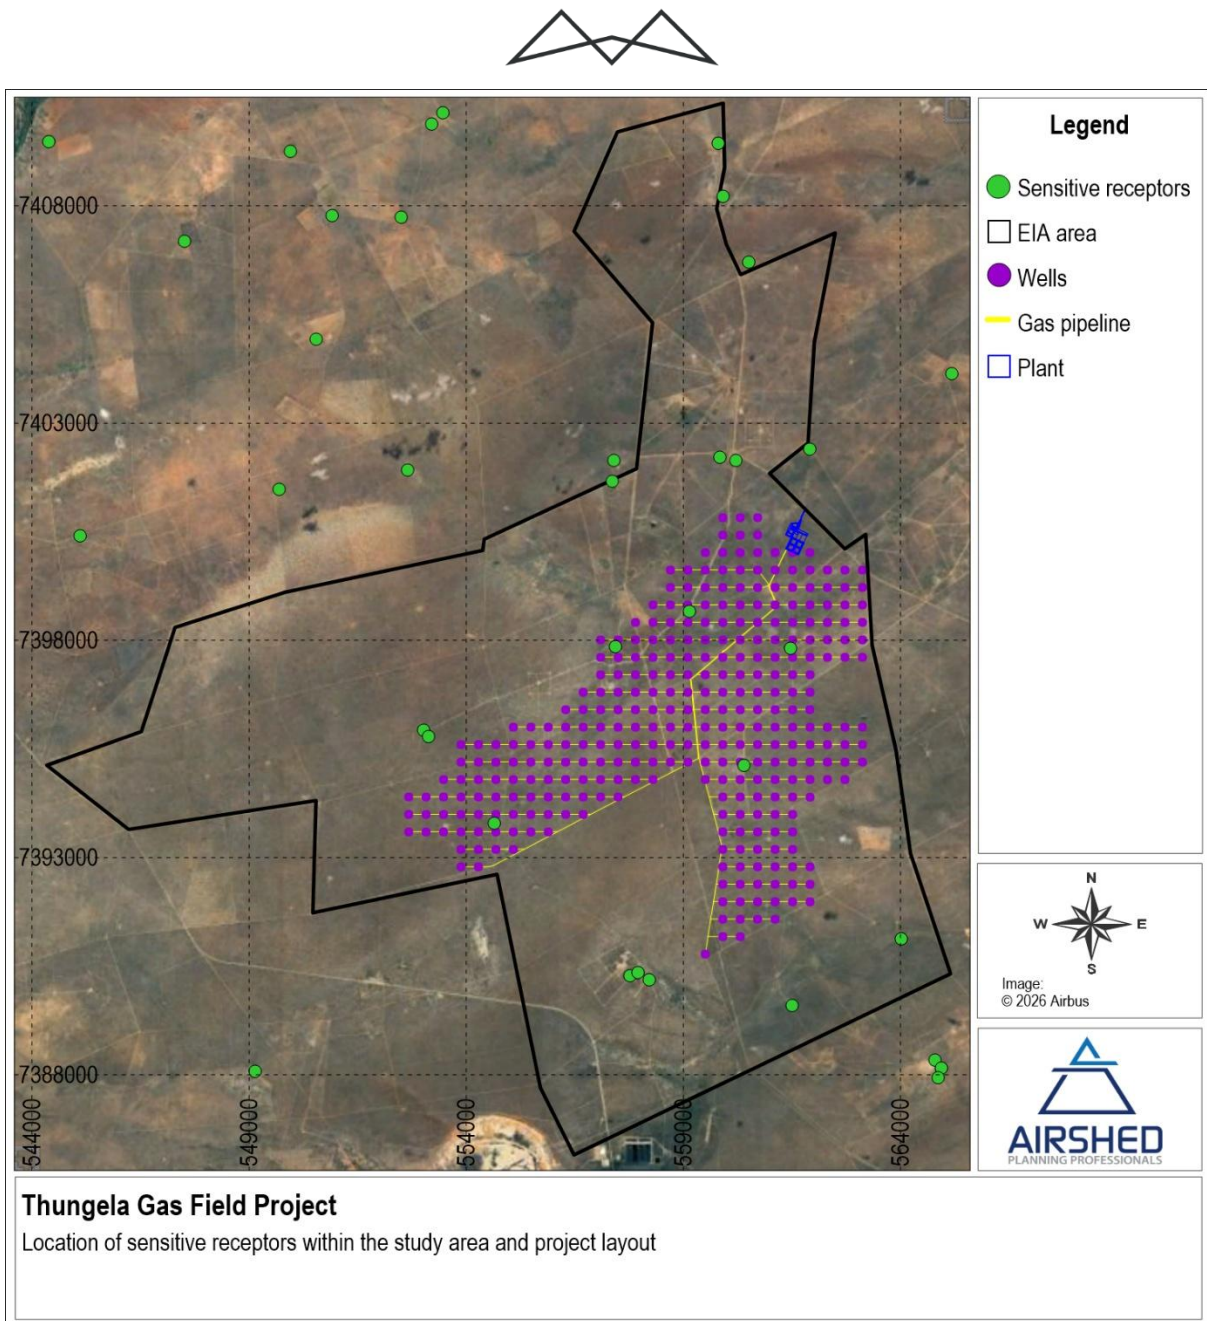 Legend
Sensitive receptors
EIA area
Wells
Gas pipeline
Plant
7408000
7403000
7398000
7393000
7388000
544000
549000
554000
559000
564000
N
W
E
S
Image:
© 2026 Airbus
AIRSHED
PLANNING PROFESSIONALS
Thungela Gas Field Project
Location of sensitive receptors within the study area and project layout